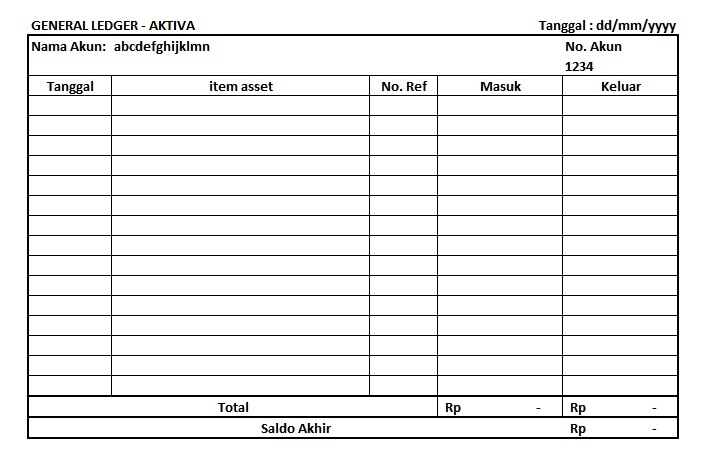 GENERAL LEDGER - AKTIVA Tanggal : dd/mm/yyyy
Nama Akun: abcdefghijklmn No. Akun
1234
Tanggal item asset No. Ref Masuk Keluar
Total Rp - Rp -
Saldo Akhir Rp -